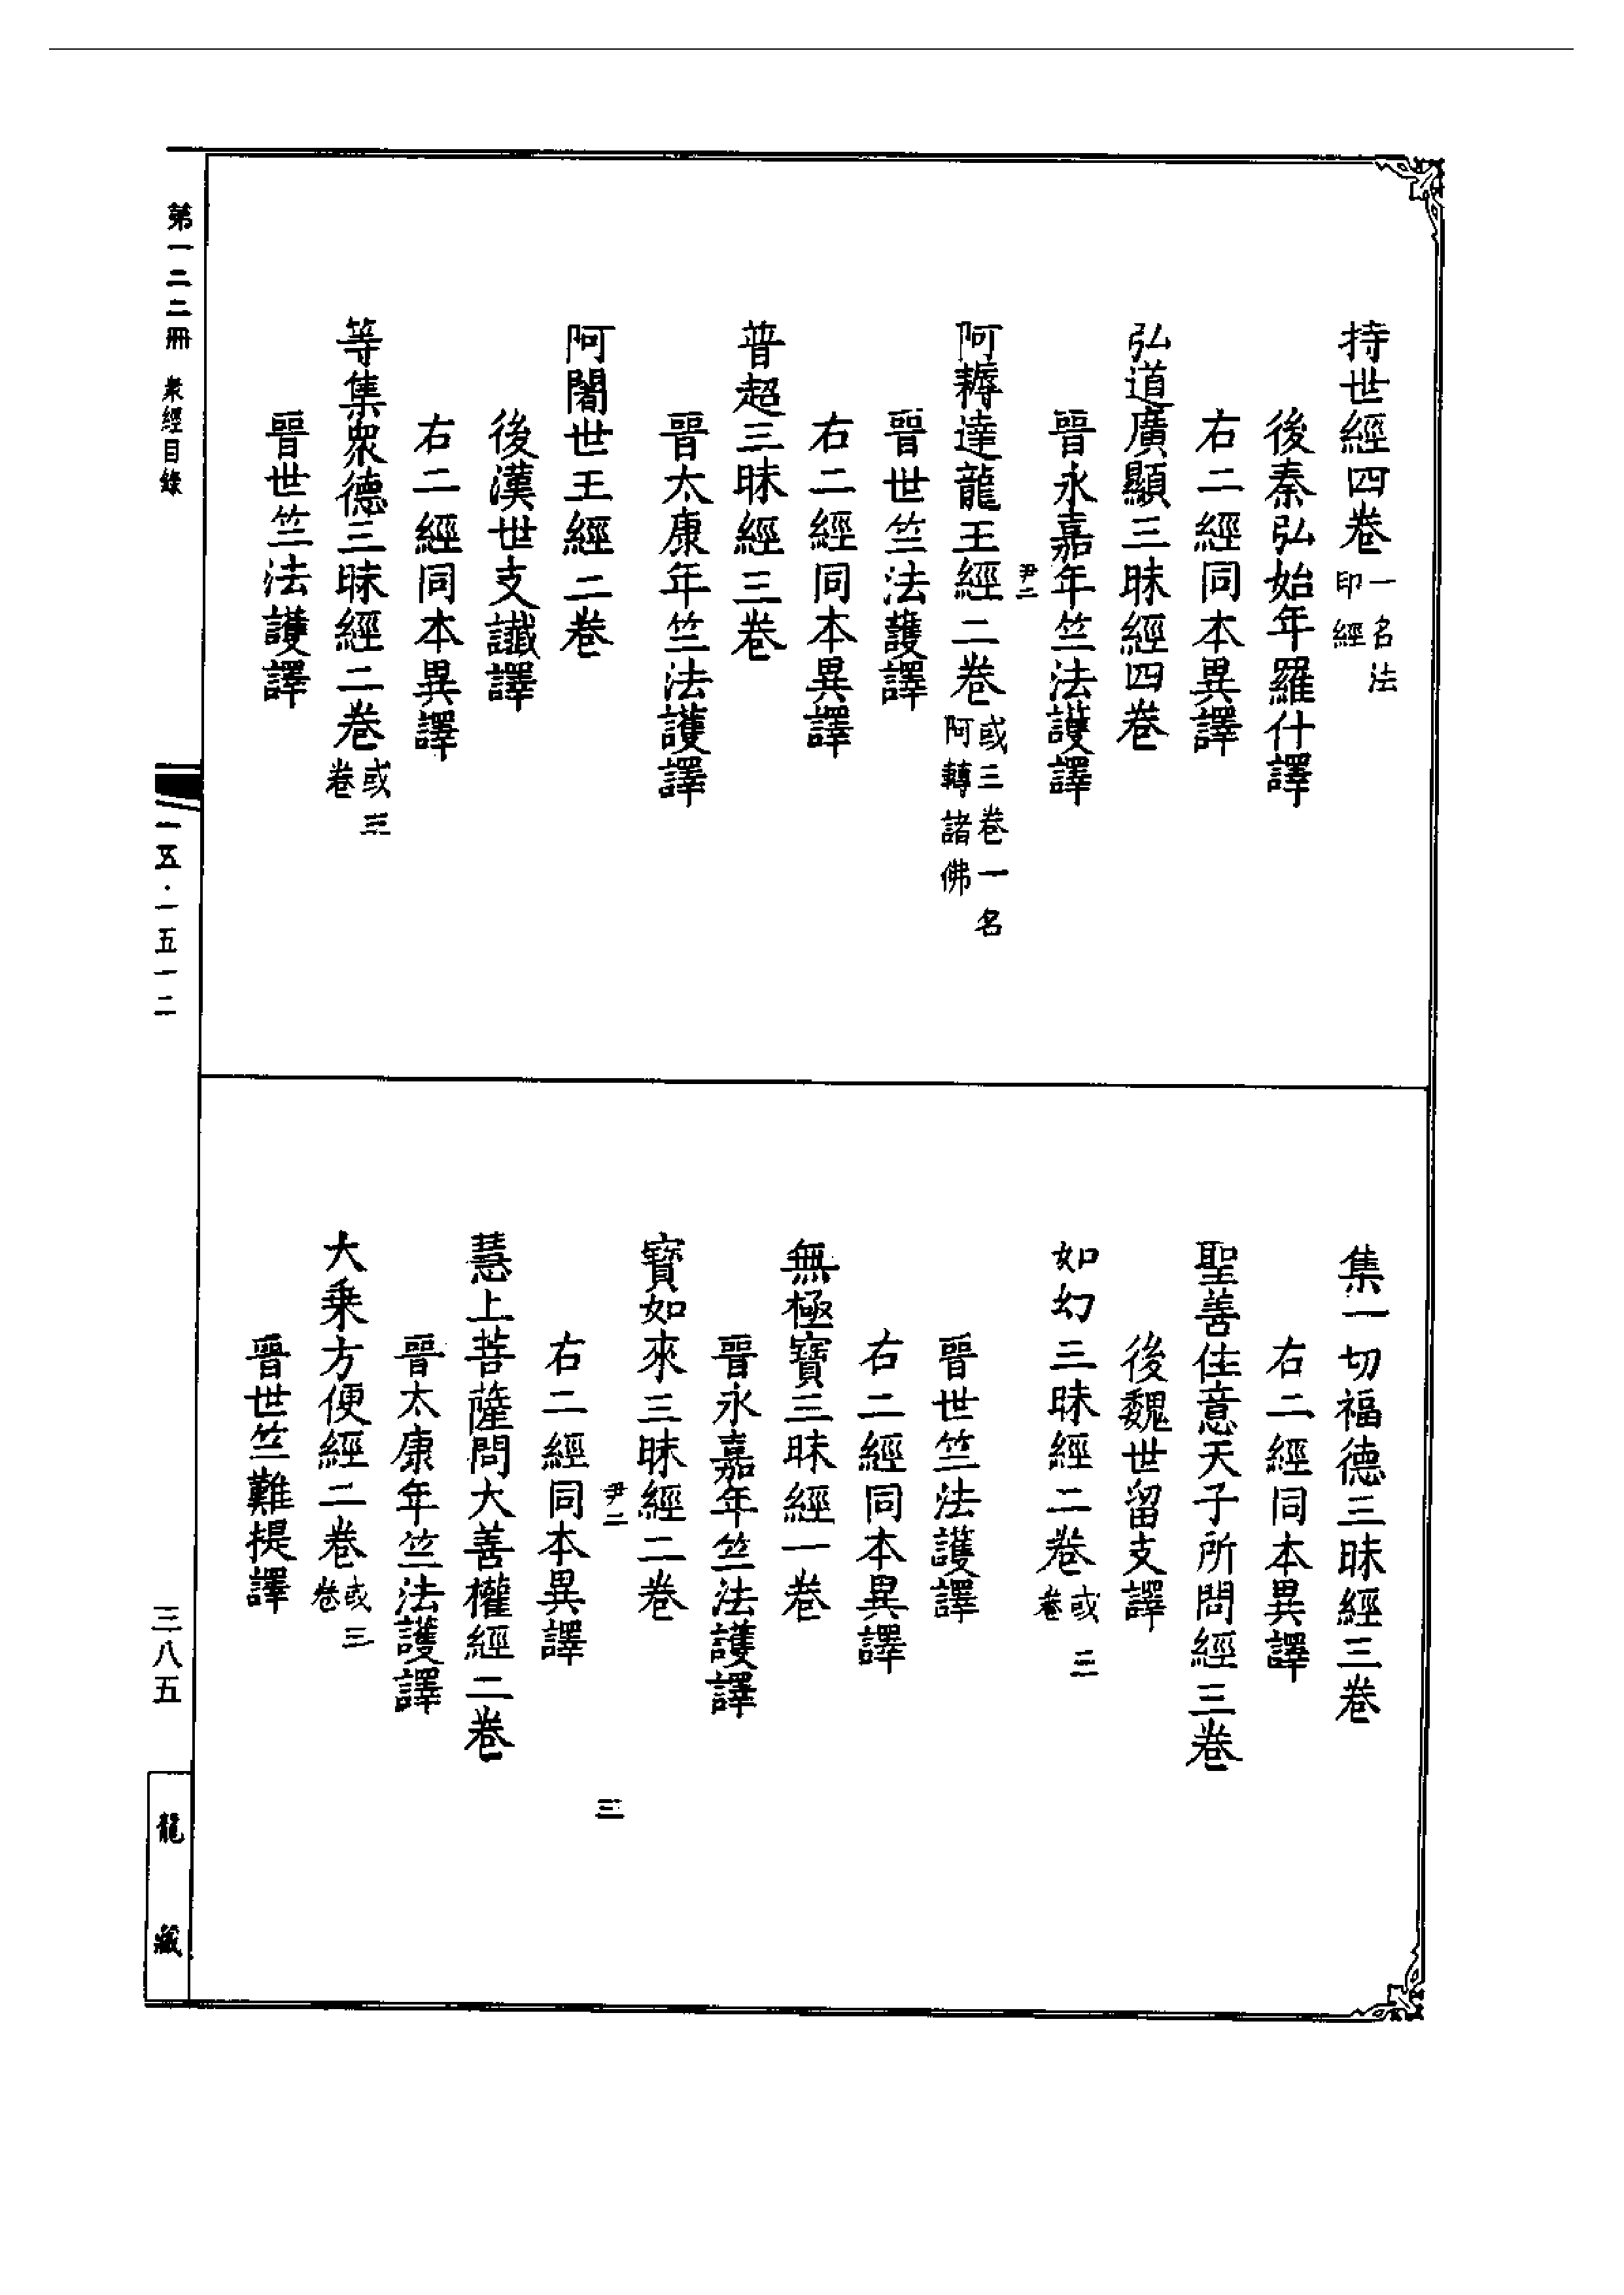 持世經四卷一名法印經
後秦弘始年羅什譯
右二經同本異譯
弘道廣顯三昧經四卷
晉永嘉年竺法護譯
尹二
阿耨達龍王經二卷或三卷一名阿轉諸佛
晉世竺法護譯
右二經同本異譯
普超三昧經三卷
晉太康年竺法護譯
阿闍世王經二卷
後漢世支讖譯
右二經同本異譯
等集眾德三昧經二卷或三卷
晉世竺法護譯
集一切福德三昧經三卷
右二經同本異譯
聖善住意天子所問經三卷
後魏世留支譯
如幻三昧經二卷或三卷
晉世竺法護譯
右二經同本異譯
無極寶三昧經一卷
晉永嘉年竺法護譯
寶如來三昧經二卷
尹二 三
右二經同本異譯
慧上菩薩問大善權經二卷
晉太康年竺法護譯
大乗方便經二卷或三卷
晉世竺難提譯
第一二二冊 衆經目錄
一五·一五一二
三八五
龍藏